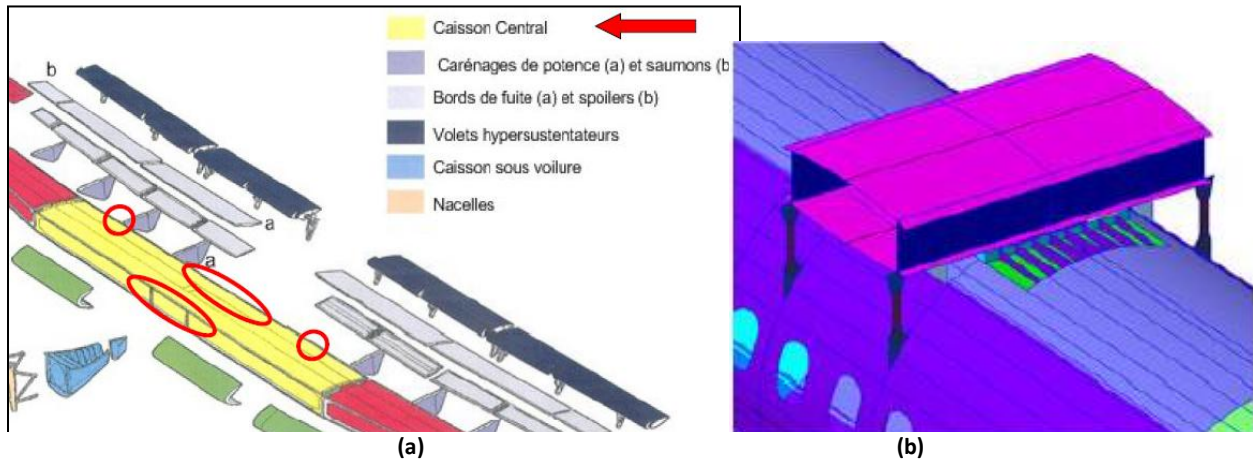 Caisson Central
Carénages de potence (a) et saumons (b
Bords de fuite (a) et spoilers (b)
Volets hypersustentateurs
Caisson sous voilure
Nacelles
b
a
a
(a)
(b)